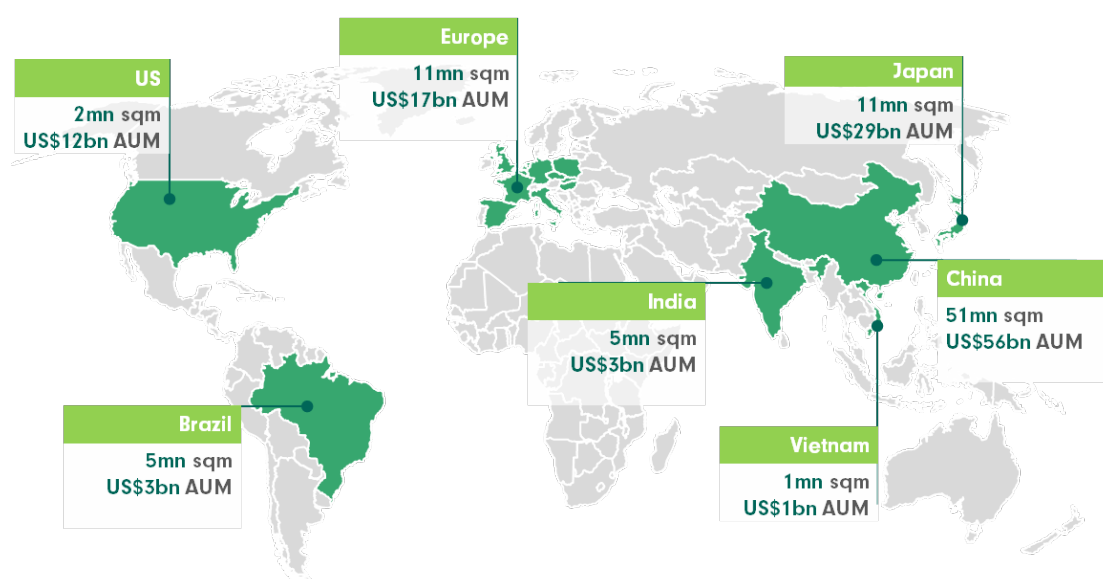 Europe
11mn sqm
US$17bn AUM
US
2mn sqm
US$12bn AUM
Japan
11mn sqm
US$29bn AUM
China
51mn sqm
US$56bn AUM
India
5mn sqm
US$3bn AUM
Brazil
5mn sqm
US$3bn AUM
Vietnam
1mn sqm
US$1bn AUM